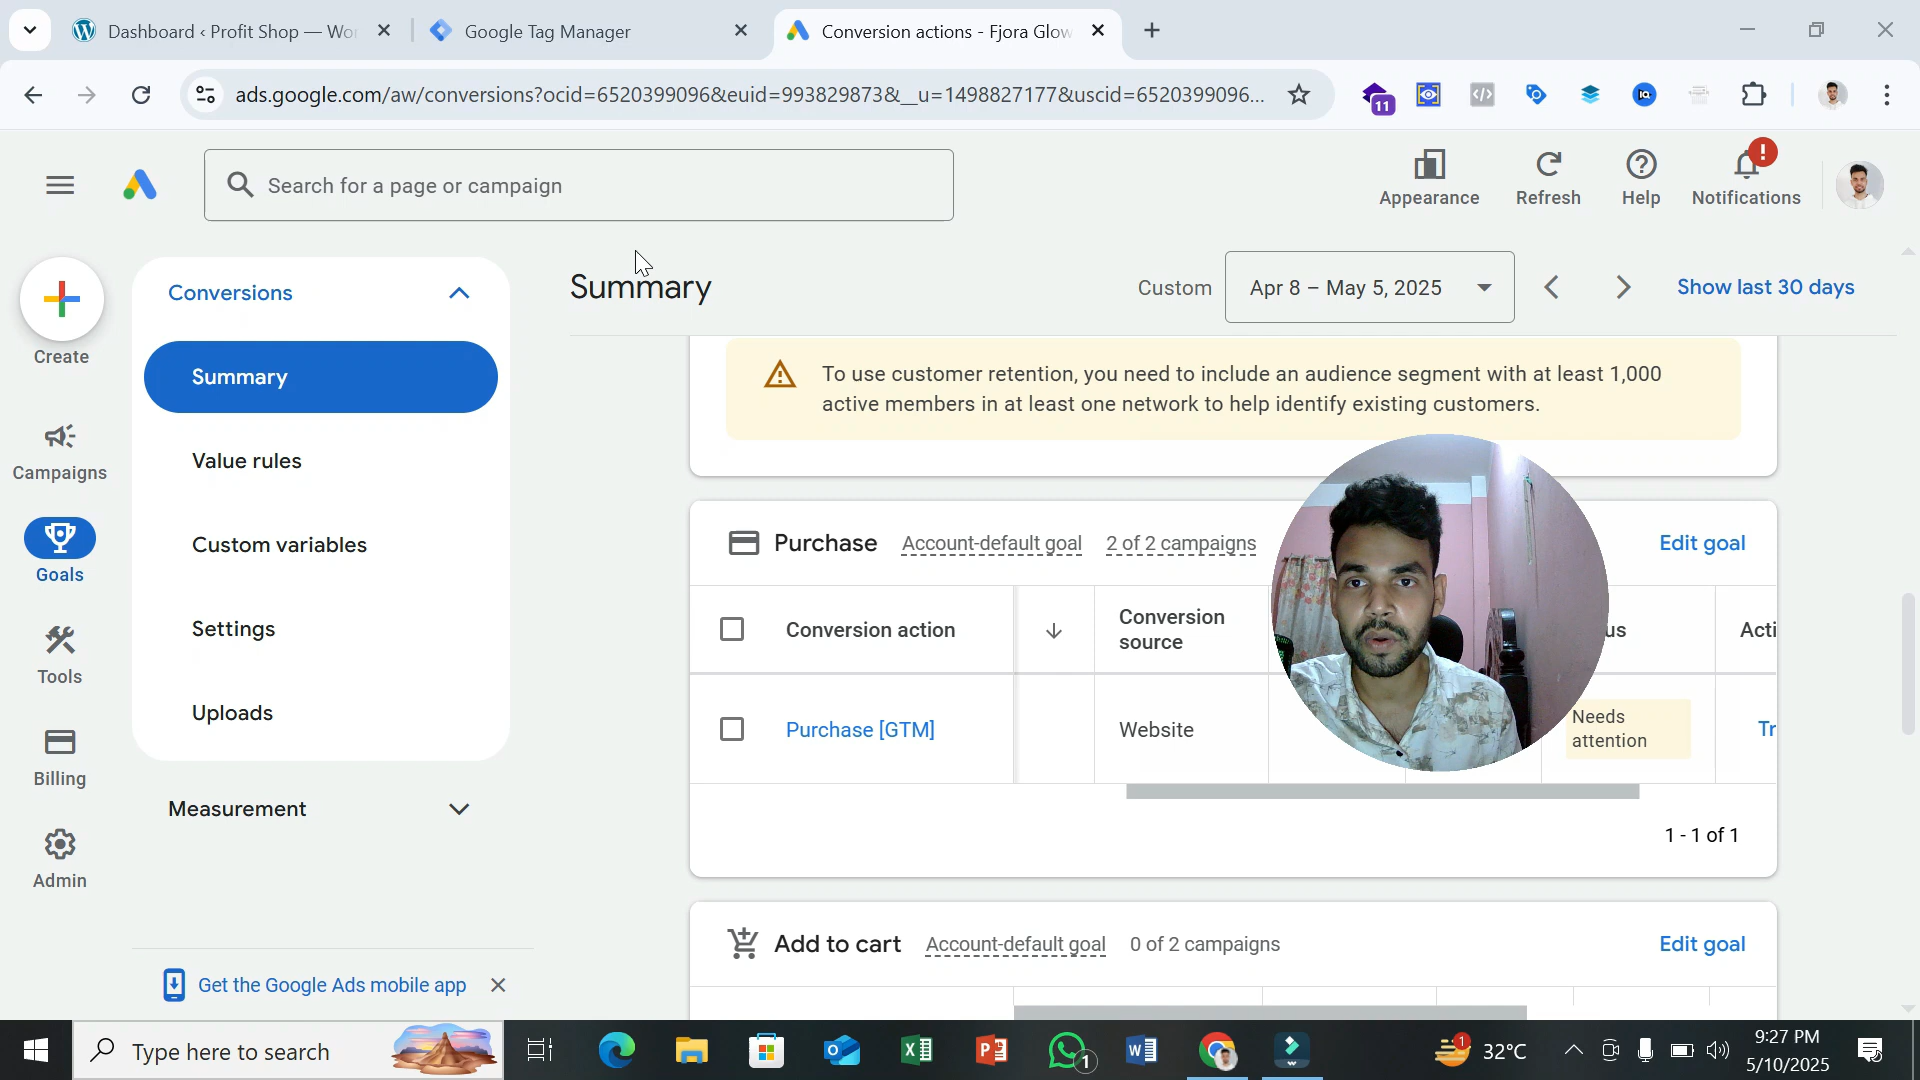 Dashboard ‹ Profit Shop — Wo
Google Tag Manager
Conversion actions - Fjora Glow
ads.google.com/aw/conversions?ocid=6520399096&euid=993829873&__u=1498827177&uscid=6520399096...
11
Search for a page or campaign
Appearance
Refresh
Help
Notifications
Create
Campaigns
Goals
Tools
Billing
Admin
Conversions
Summary
Value rules
Custom variables
Settings
Uploads
Measurement
Get the Google Ads mobile app
Summary
Custom
Apr 8 – May 5, 2025
Show last 30 days
To use customer retention, you need to include an audience segment with at least 1,000
active members in at least one network to help identify existing customers.
Purchase
Account-default goal
2 of 2 campaigns
Edit goal
Conversion action
Conversion
source
us
Acti
Purchase [GTM]
Website
Needs
attention
Tr
1 - 1 of 1
Add to cart
Account-default goal
0 of 2 campaigns
Edit goal
Type here to search
1
1
32°C
9:27 PM
5/10/2025